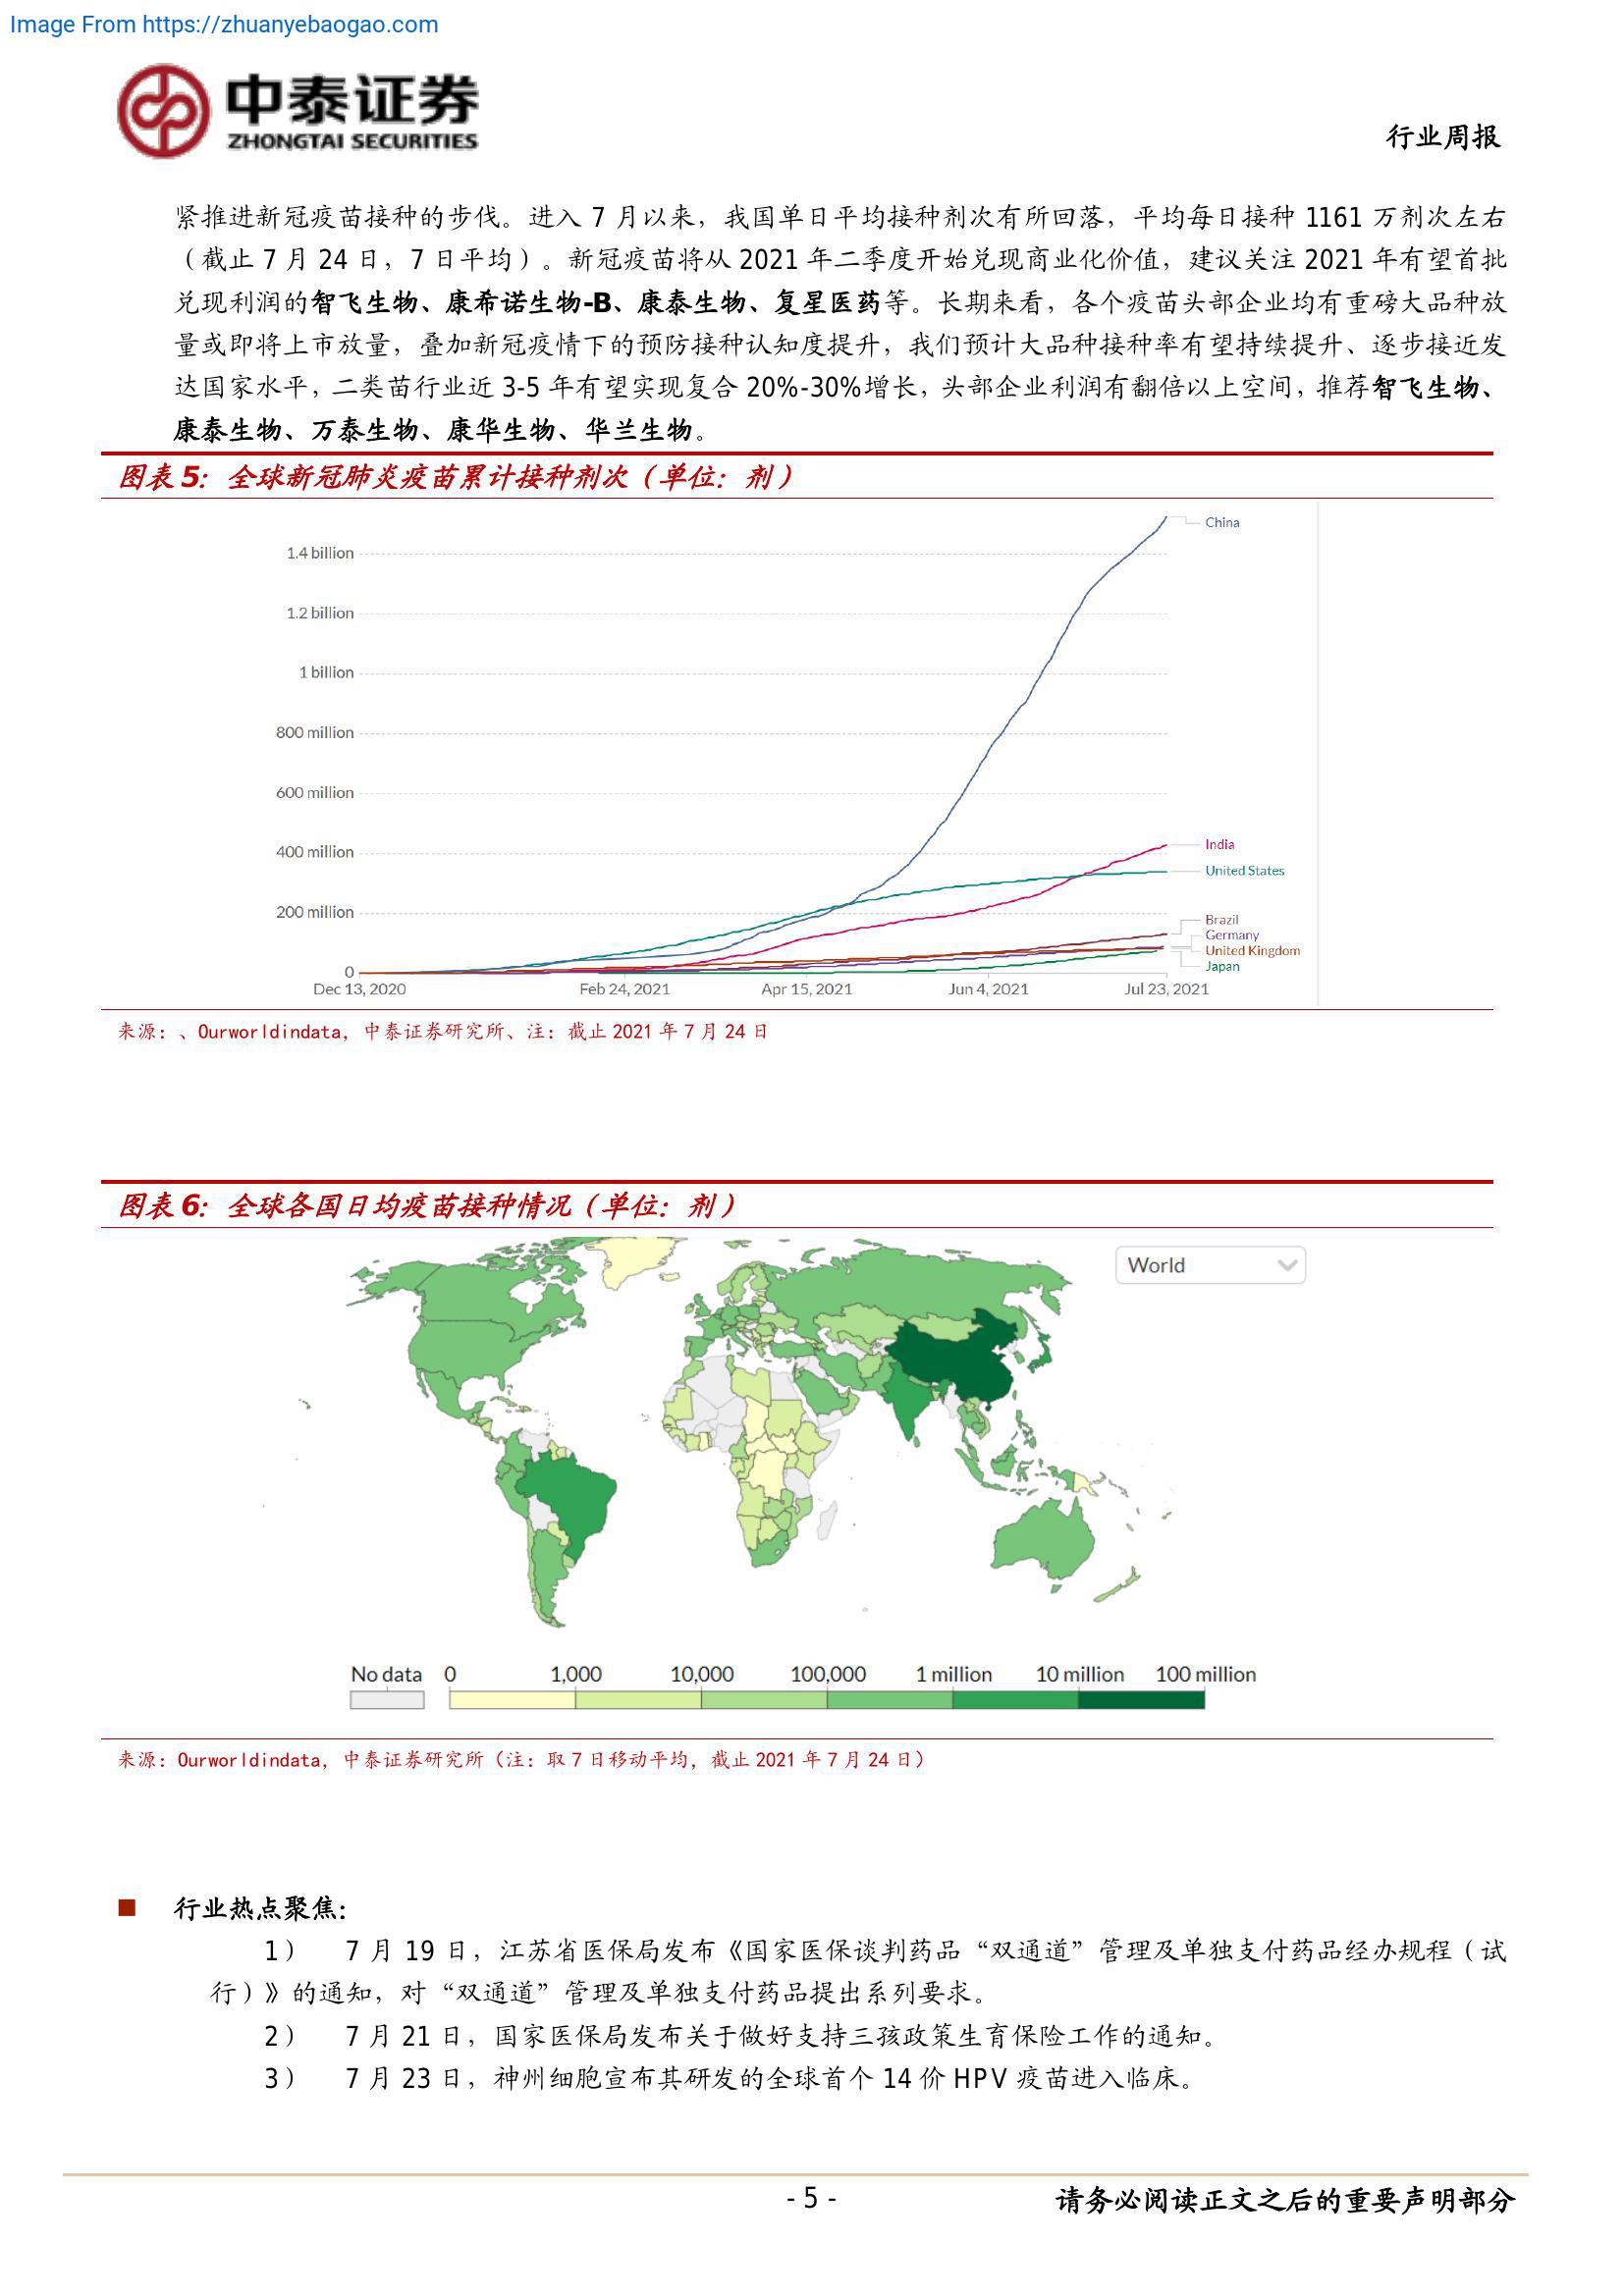 Image From https://zhuanyebaogao.com
中泰证券
ZHONGTAI SECURITIES
行业周报
紧推进新冠疫苗接种的步伐。进入 7 月以来，我国单日平均接种剂次有所回落，平均每日接种 1161 万剂次左右
（截止 7 月 24 日，7 日平均）。新冠疫苗将从 2021 年二季度开始兑现商业化价值，建议关注 2021 年有望首批
兑现利润的智飞生物、康希诺生物-B、康泰生物、复星医药等。长期来看，各个疫苗头部企业均有重磅大品种放
量或即将上市放量，叠加新冠疫情下的预防接种认知度提升，我们预计大品种接种率有望持续提升、逐步接近发
达国家水平，二类苗行业近 3-5 年有望实现复合 20%-30%增长，头部企业利润有翻倍以上空间，推荐智飞生物、
康泰生物、万泰生物、康华生物、华兰生物。
图表 5：全球新冠肺炎疫苗累计接种剂次（单位：剂）
China
1.4 billion
1.2 billion
1 billion
800 million
600 million
400 million
India
United States
200 million
Brazil
Germany
United Kingdom
Japan
0
Dec 13, 2020
Feb 24, 2021
Apr 15, 2021
Jun 4, 2021
Jul 23, 2021
来源：、Ourworldindata，中泰证券研究所、注：截止 2021 年 7 月 24 日
图表 6：全球各国日均疫苗接种情况（单位：剂）
World
No data 0 1,000 10,000 100,000 1 million 10 million 100 million
来源：Ourworldindata，中泰证券研究所（注：取 7 日移动平均，截止 2021 年 7 月 24 日）
■ 行业热点聚焦：
1） 7 月 19 日，江苏省医保局发布《国家医保谈判药品“双通道”管理及单独支付药品经办规程（试
行）》的通知，对“双通道”管理及单独支付药品提出系列要求。
2） 7 月 21 日，国家医保局发布关于做好支持三孩政策生育保险工作的通知。
3） 7 月 23 日，神州细胞宣布其研发的全球首个 14 价 HPV 疫苗进入临床。
- 5 -
请务必阅读正文之后的重要声明部分